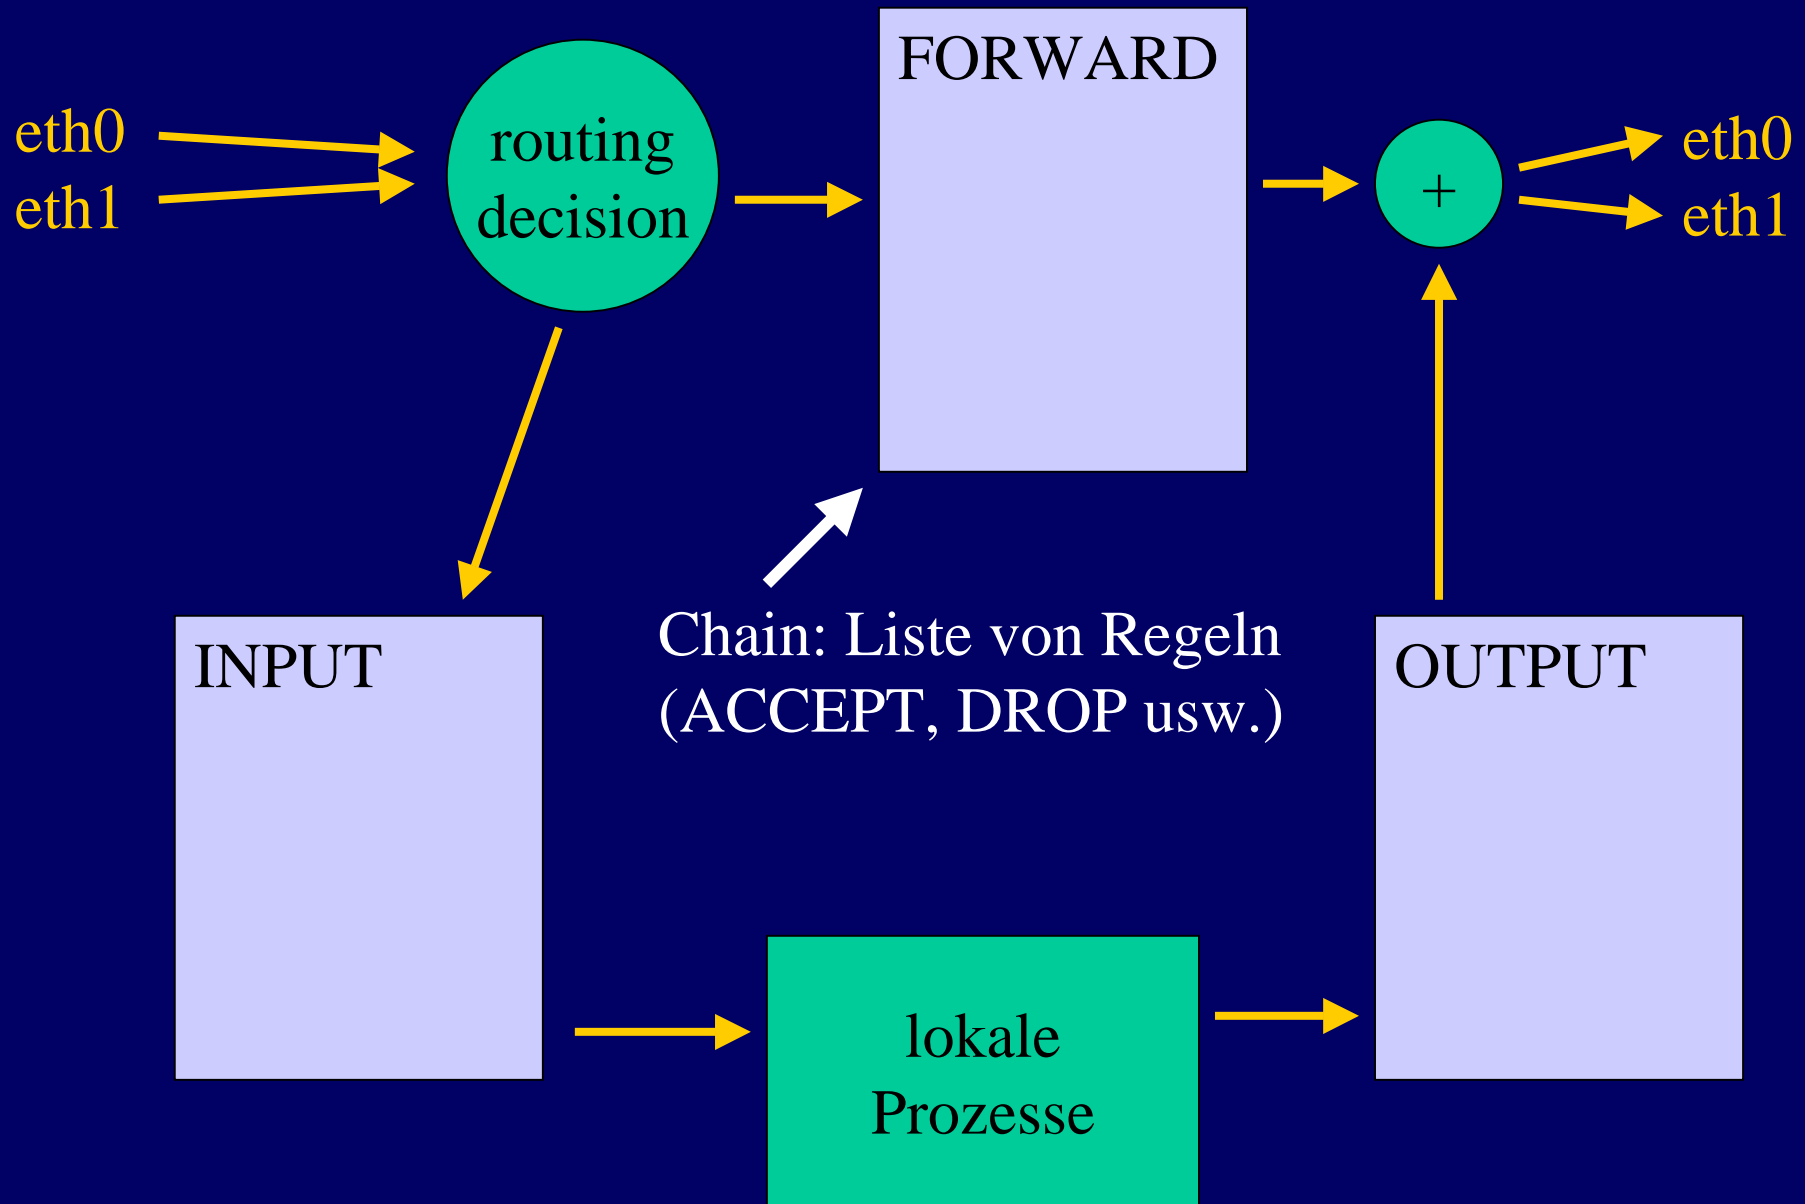 FORWARD
eth0
eth1
routing
decision
+
eth0
eth1
Chain: Liste von Regeln
(ACCEPT, DROP usw.)
INPUT
OUTPUT
lokale
Prozesse